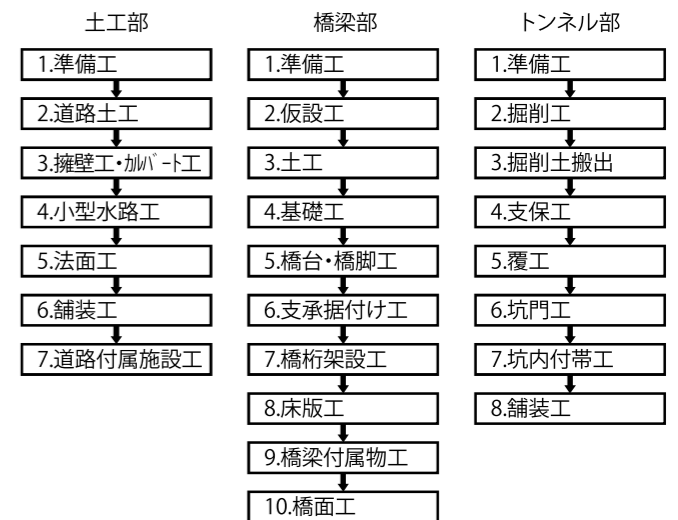 土工部
1.準備工
2.道路土工
3.擁壁工・ｶﾙﾊﾞｰﾄ工
4.小型水路工
5.法面工
6.舗装工
7.道路付属施設工
橋梁部
1.準備工
2.仮設工
3.土工
4.基礎工
5.橋台・橋脚工
6.支承据付け工
7.橋桁架設工
8.床版工
9.橋梁付属物工
10.橋面工
トンネル部
1.準備工
2.掘削工
3.掘削土搬出
4.支保工
5.覆工
6.坑門工
7.坑内付帯工
8.舗装工